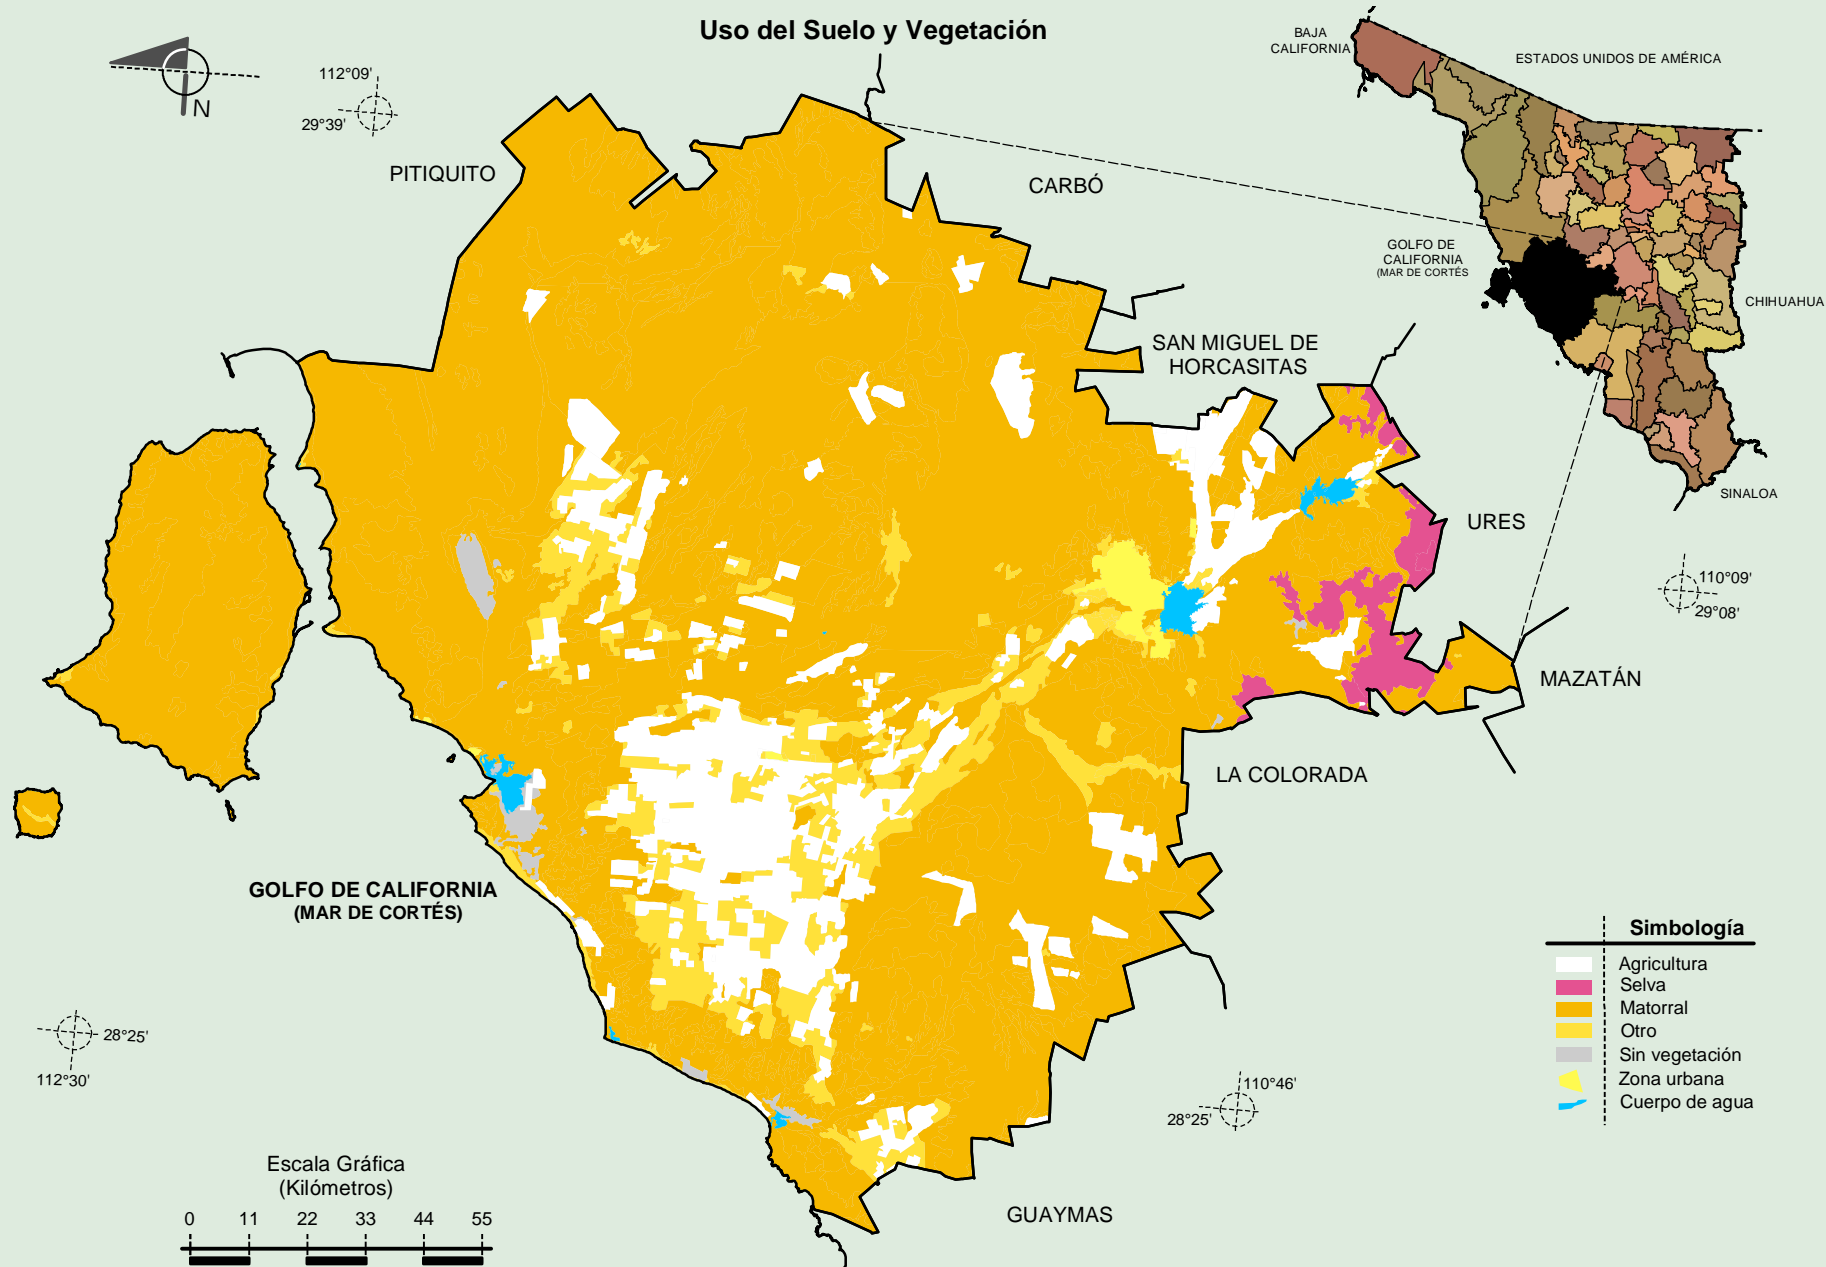 Uso del Suelo y Vegetación
N
112°09'
29°39'
PITIQUITO
CARBÓ
SAN MIGUEL DE
HORCASITAS
URES
110°09'
29°08'
MAZATÁN
LA COLORADA
GUAYMAS
GOLFO DE CALIFORNIA
(MAR DE CORTÉS)
28°25'
112°30'
110°46'
28°25'
Escala Gráfica
(Kilómetros)
0 11 22 33 44 55
BAJA
CALIFORNIA
ESTADOS UNIDOS DE AMÉRICA
GOLFO DE
CALIFORNIA
(MAR DE CORTÉS
CHIHUAHUA
SINALOA
Simbología
Agricultura
Selva
Matorral
Otro
Sin vegetación
Zona urbana
Cuerpo de agua